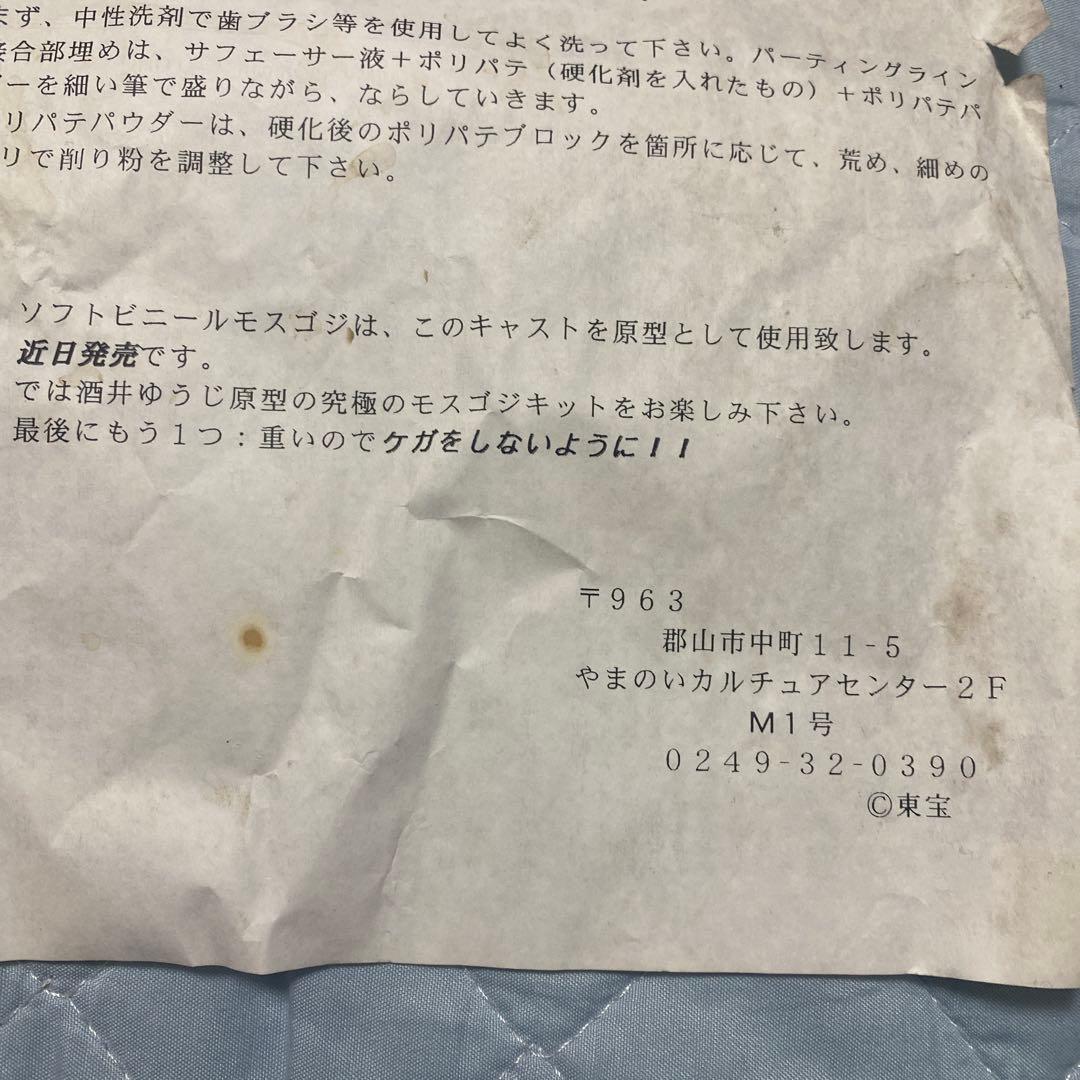 まず、中性洗剤で歯ブラシ等を使用してよく洗って下さい。パーティングライン
接合部埋めは、サフェーサー液＋ポリパテ（硬化剤を入れたもの）＋ポリパテパ
ダーを細い筆で盛りながら、ならしていきます。
リパテパウダーは、硬化後のポリパテブロックを箇所に応じて、荒め、細めの
リで削り粉を調整して下さい。
ソフトビニールモスゴジは、このキャストを原型として使用致します。
近日発売です。
では酒井ゆうじ原型の究極のモスゴジキットをお楽しみ下さい。
最後にもう１つ：重いのでケガをしないように！！
〒９６３
郡山市中町１１-５
やまのいカルチュアセンター２Ｆ
Ｍ１号
０２４９-３２-０３９０
©東宝